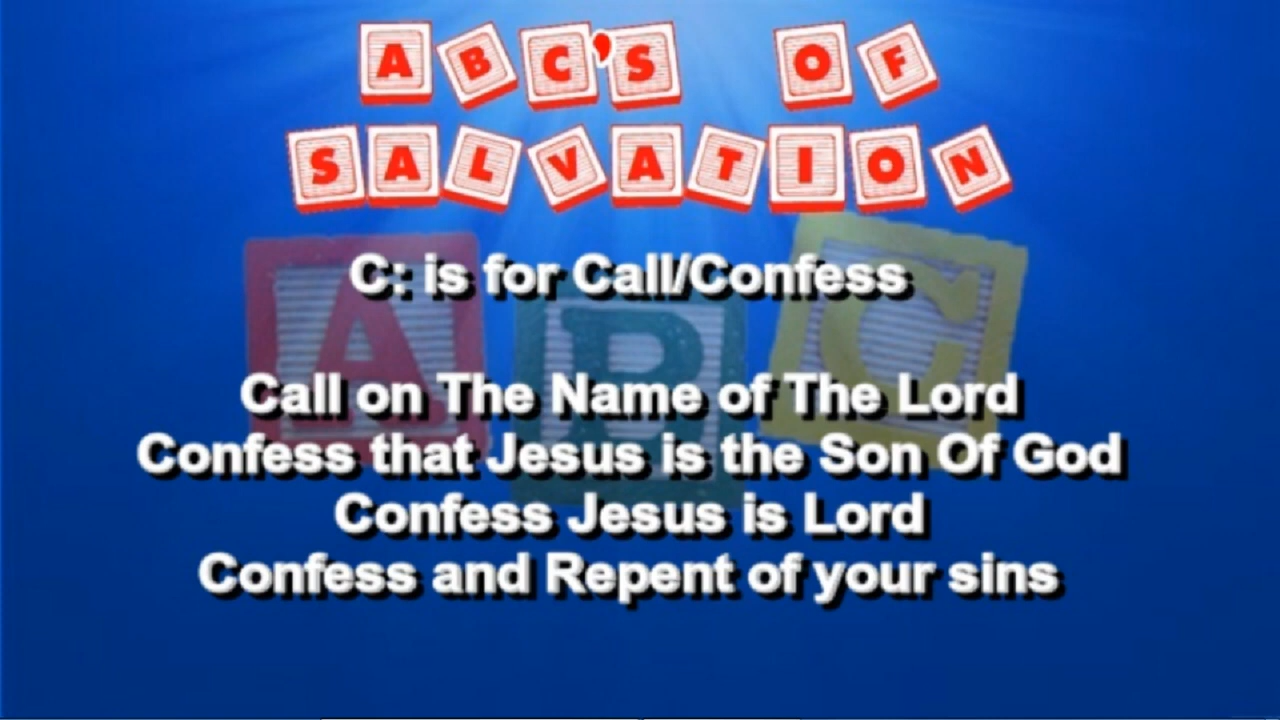 ABC'S OF
SALVATION
C: is for Call/Confess
A B C
Call on The Name of The Lord
Confess that Jesus is the Son Of God
Confess Jesus is Lord
Confess and Repent of your sins